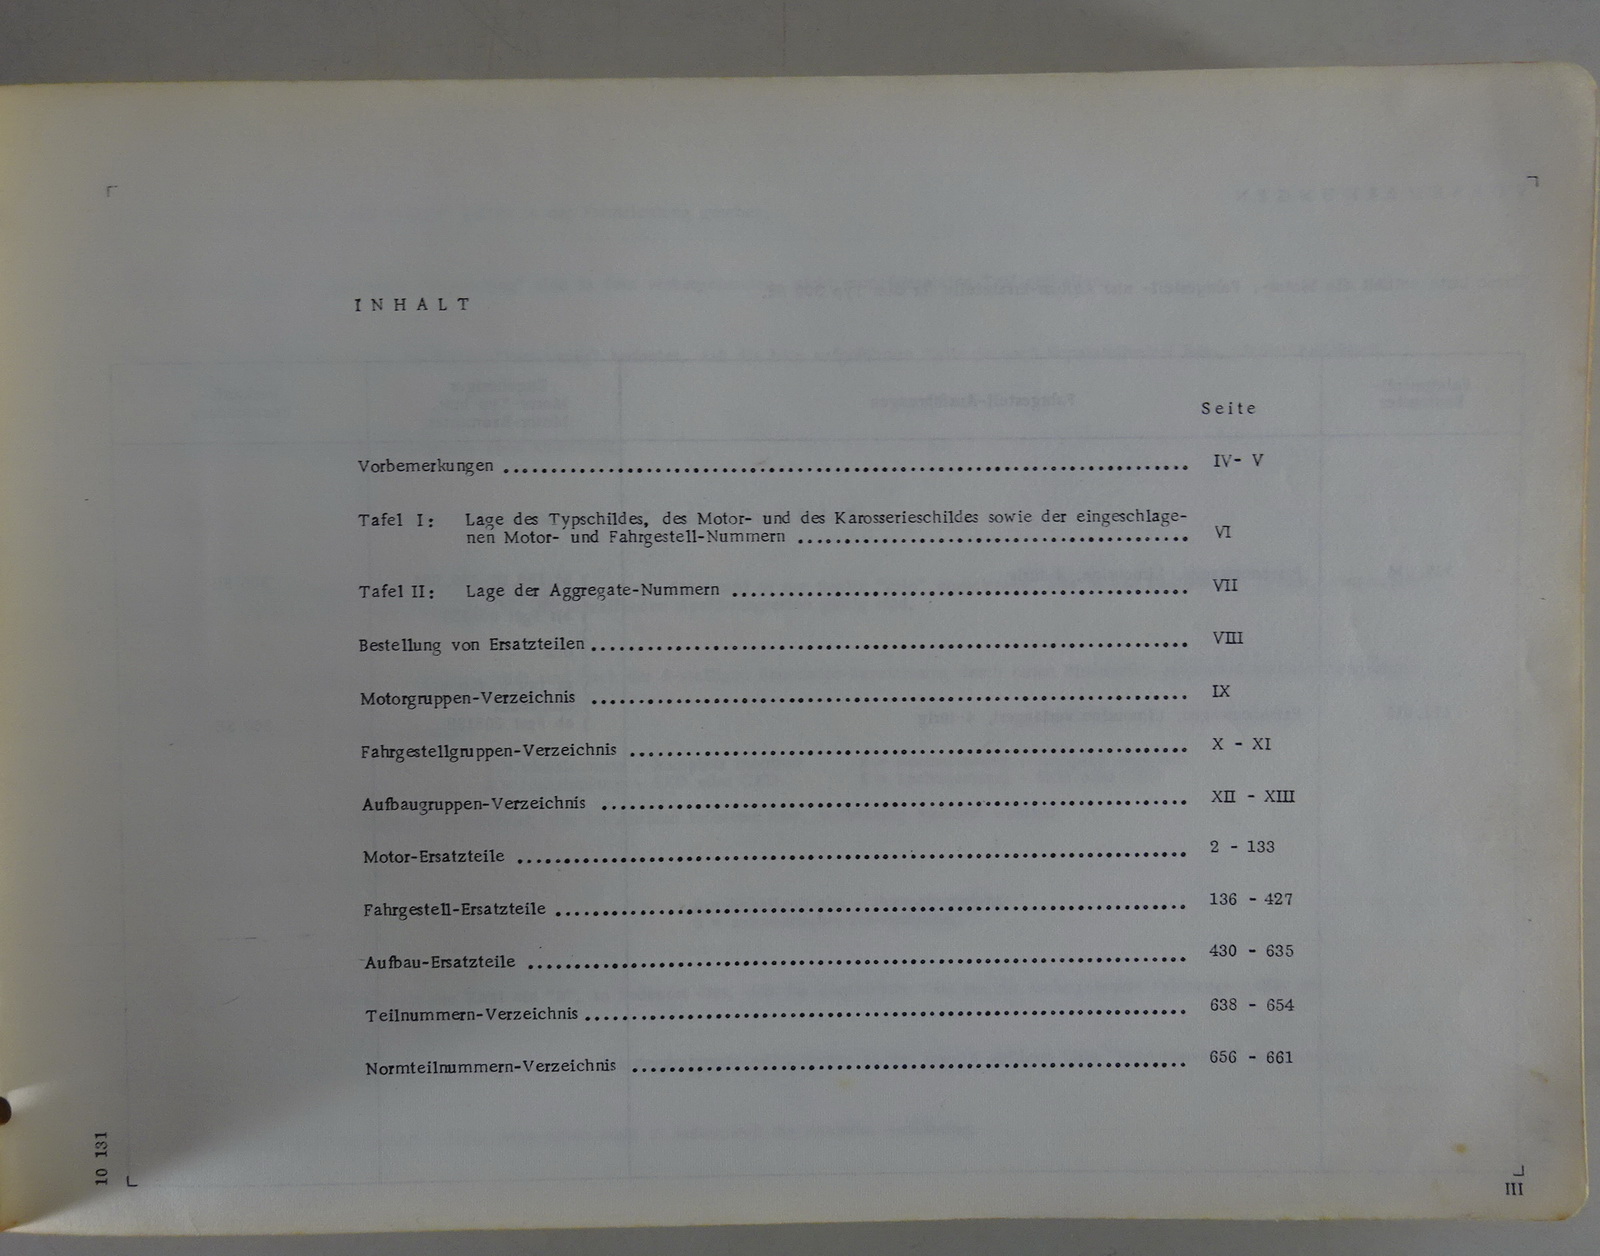 INHALT
Seite
Vorbemerkungen ........................................ IV- V
Tafel I: Lage des Typschildes, des Motor- und des Karosserieschildes sowie der eingeschlage-
nen Motor- und Fahrgestell-Nummern ........................................ VI
Tafel II: Lage der Aggregate-Nummern ........................................ VII
Bestellung von Ersatzteilen ........................................ VIII
Motorgruppen-Verzeichnis ........................................ IX
Fahrgestellgruppen-Verzeichnis ........................................ X - XI
Aufbaugruppen-Verzeichnis ........................................ XII - XIII
Motor-Ersatzteile ........................................ 2 - 133
Fahrgestell-Ersatzteile ........................................ 136 - 427
Aufbau-Ersatzteile ........................................ 430 - 635
Teilnummern-Verzeichnis ........................................ 638 - 654
Normteilnummern-Verzeichnis ........................................ 656 - 661
10 131
III